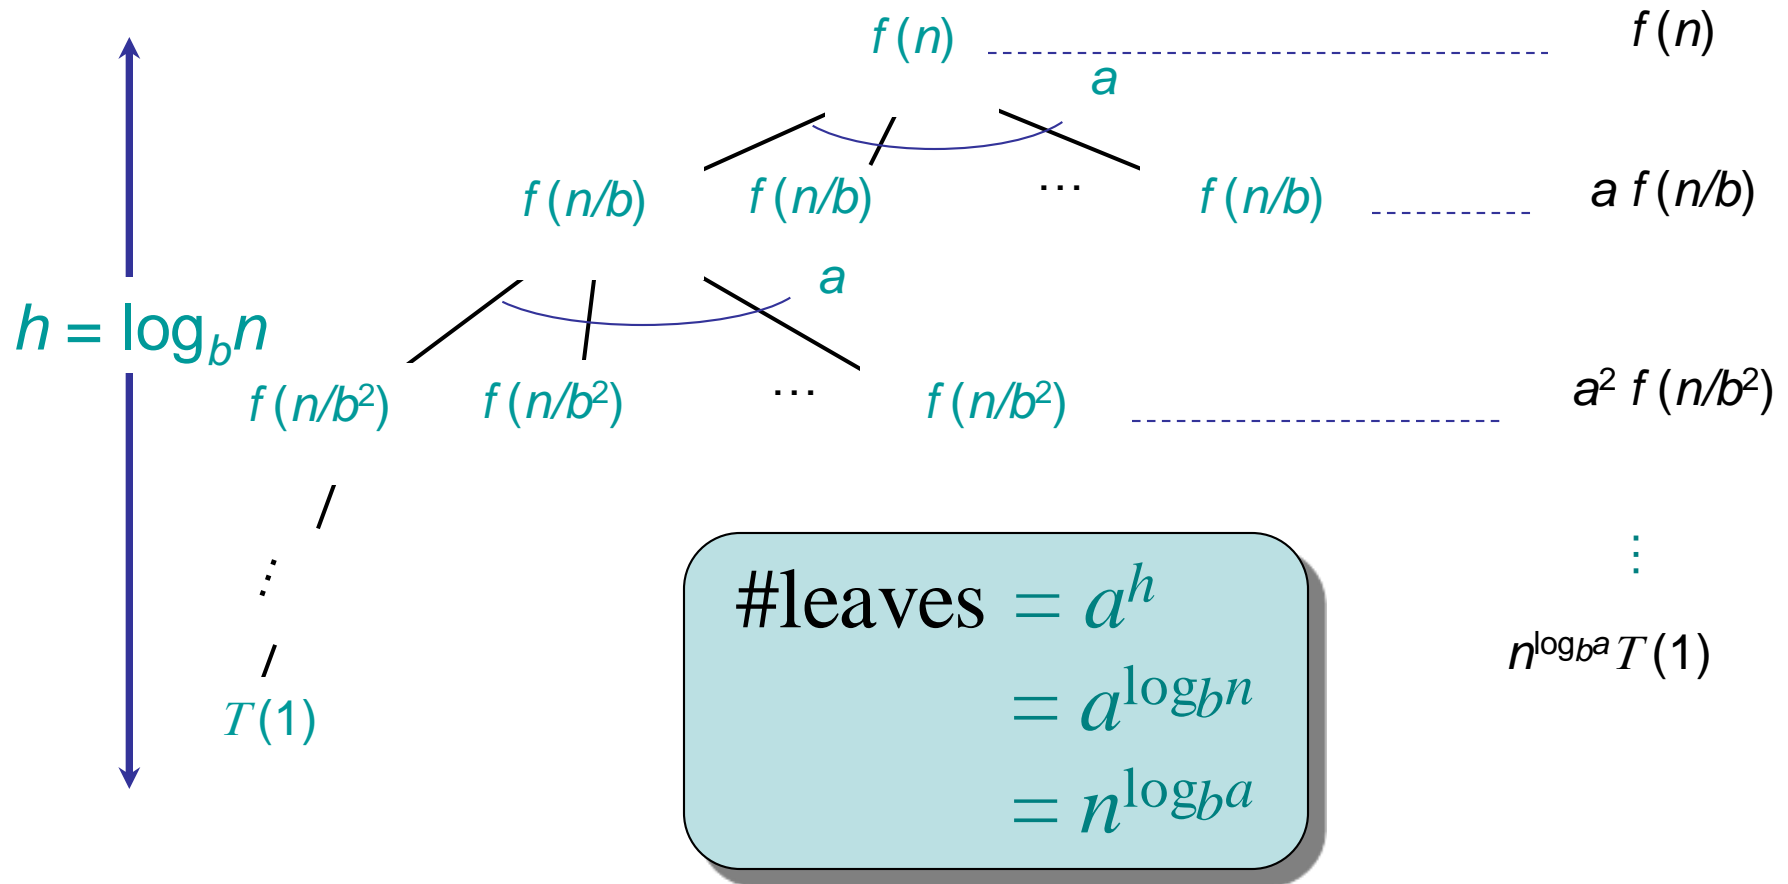 f (n) f (n)
a
f (n/b) f (n/b) … f (n/b) a f (n/b)
a
h = log_b n
f (n/b²) f (n/b²) … f (n/b²) a² f (n/b²)
⋮ ⋮
#leaves = a^h
n^{log_b a} T (1)
= a^{log_b n}
T (1)
= n^{log_b a}